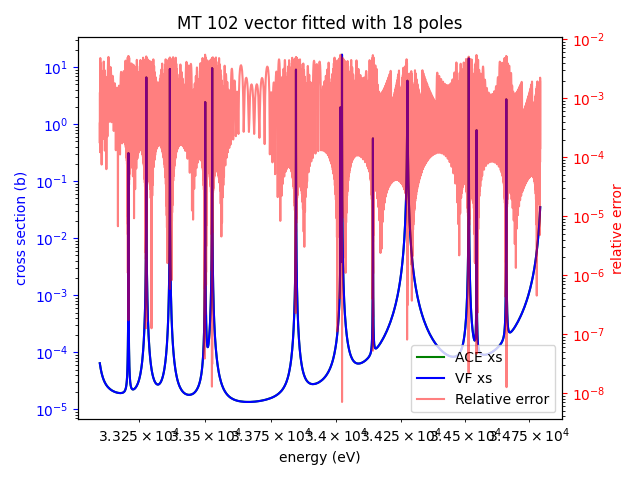 MT 102 vector fitted with 18 poles
cross section (b)
10¹
10⁰
10⁻¹
10⁻²
10⁻³
10⁻⁴
10⁻⁵
relative error
10⁻²
10⁻³
10⁻⁴
10⁻⁵
10⁻⁶
10⁻⁷
10⁻⁸
ACE xs
VF xs
Relative error
3.325 × 10⁴ 3.35 × 10⁴ 3.375 × 10⁴ 3.4 × 10⁴ 3.425 × 10⁴ 3.45 × 10⁴ 3.475 × 10⁴
energy (eV)